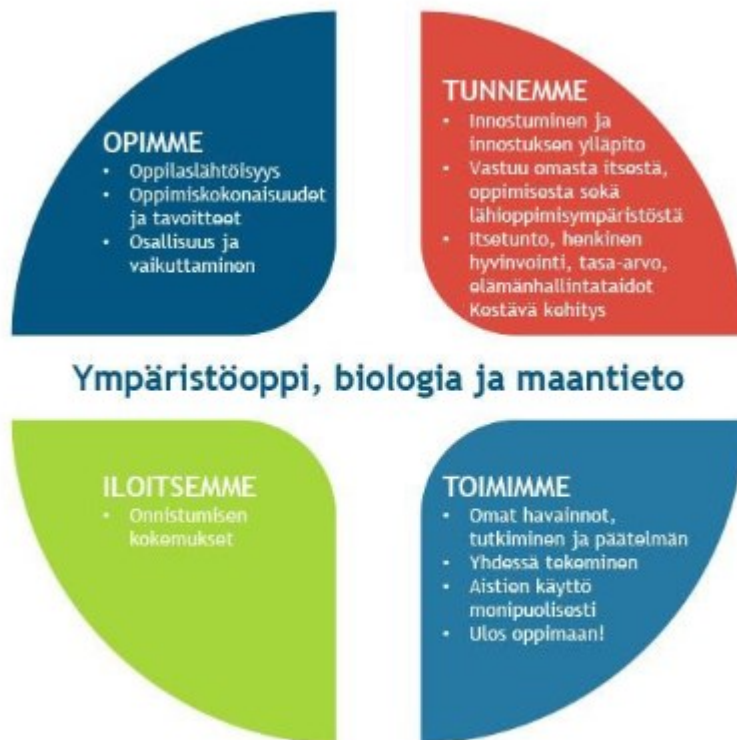 OPIMME
• Oppilaslähtöisyys
• Oppimiskokonaisuudet
ja tavoitteet
• Osallisuus ja
vaikuttaminen
TUNNEMME
• Innostuminen ja
innostuksen ylläpito
• Vastuu omasta itsestä,
oppimisesta sekä
lähioppimisympäristöstä
• Itsetunto, henkinen
hyvinvointi, tasa-arvo,
elämänhallintataidot
Kestävä kehitys
Ympäristöoppi, biologia ja maantieto
ILOITSEMME
• Onnistumisen
kokemukset
TOIMIMME
• Omat havainnot,
tutkiminen ja päätelmän
• Yhdessä tekeminen
• Aistien käyttö
monipuolisesti
• Ulos oppimaan!